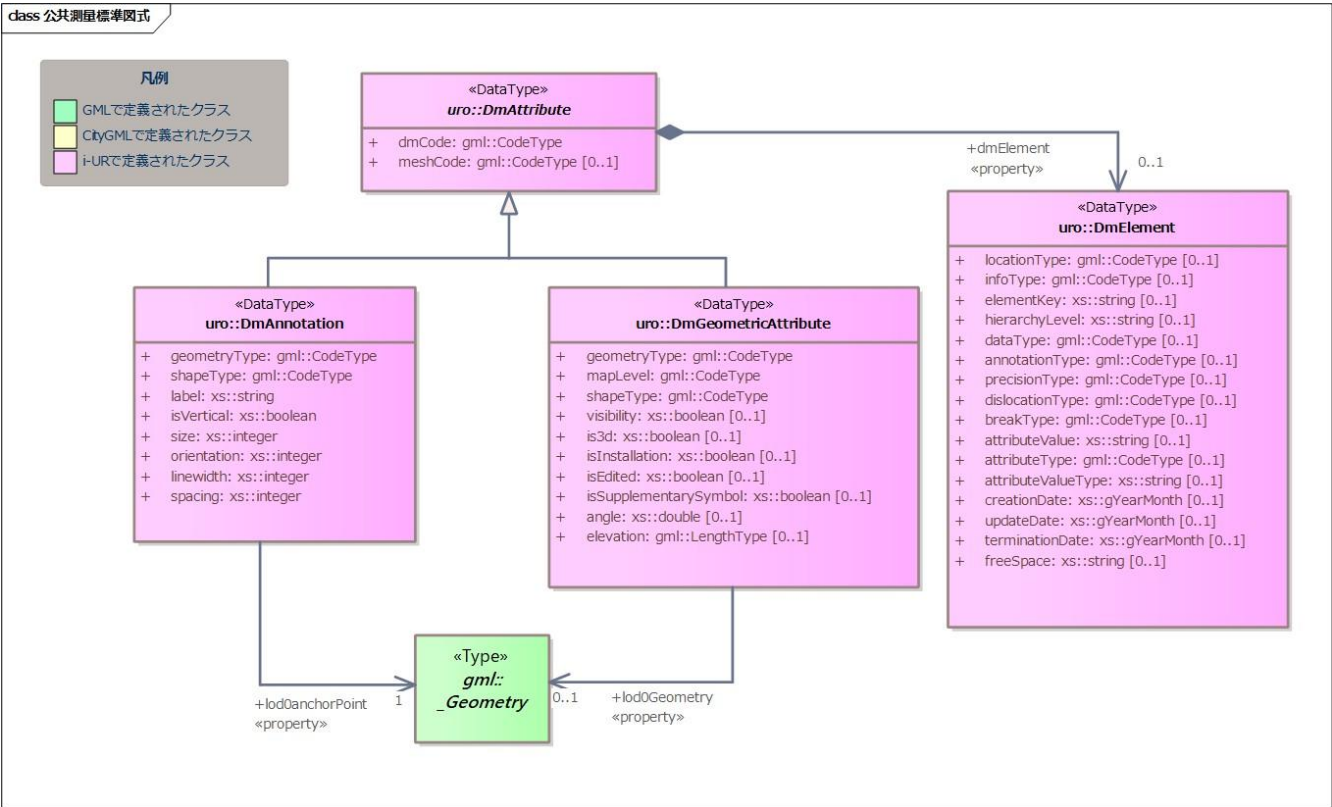 class 公共測量標準図式
凡例
GMLで定義されたクラス
CityGMLで定義されたクラス
i-URで定義されたクラス
«DataType»
uro::DmAttribute
+ dmCode: gml::CodeType
+ meshCode: gml::CodeType [0..1]
+dmElement
«property»
0..1
«DataType»
uro::DmElement
+ locationType: gml::CodeType [0..1]
+ infoType: gml::CodeType [0..1]
+ elementKey: xs::string [0..1]
+ hierarchyLevel: xs::string [0..1]
+ dataType: gml::CodeType [0..1]
+ annotationType: gml::CodeType [0..1]
+ precisionType: gml::CodeType [0..1]
+ dislocationType: gml::CodeType [0..1]
+ breakType: gml::CodeType [0..1]
+ attributeValue: xs::string [0..1]
+ attributeType: gml::CodeType [0..1]
+ attributeValueType: xs::string [0..1]
+ creationDate: xs::gYearMonth [0..1]
+ updateDate: xs::gYearMonth [0..1]
+ terminationDate: xs::gYearMonth [0..1]
+ freeSpace: xs::string [0..1]
«DataType»
uro::DmAnnotation
+ geometryType: gml::CodeType
+ shapeType: gml::CodeType
+ label: xs::string
+ isVertical: xs::boolean
+ size: xs::integer
+ orientation: xs::integer
+ linewidth: xs::integer
+ spacing: xs::integer
«DataType»
uro::DmGeometricAttribute
+ geometryType: gml::CodeType
+ mapLevel: gml::CodeType
+ shapeType: gml::CodeType
+ visibility: xs::boolean [0..1]
+ is3d: xs::boolean [0..1]
+ isInstallation: xs::boolean [0..1]
+ isEdited: xs::boolean [0..1]
+ isSupplementarySymbol: xs::boolean [0..1]
+ angle: xs::double [0..1]
+ elevation: gml::LengthType [0..1]
+lod0anchorPoint
«property»
1
«Type»
gml::
_Geometry
0..1
+lod0Geometry
«property»